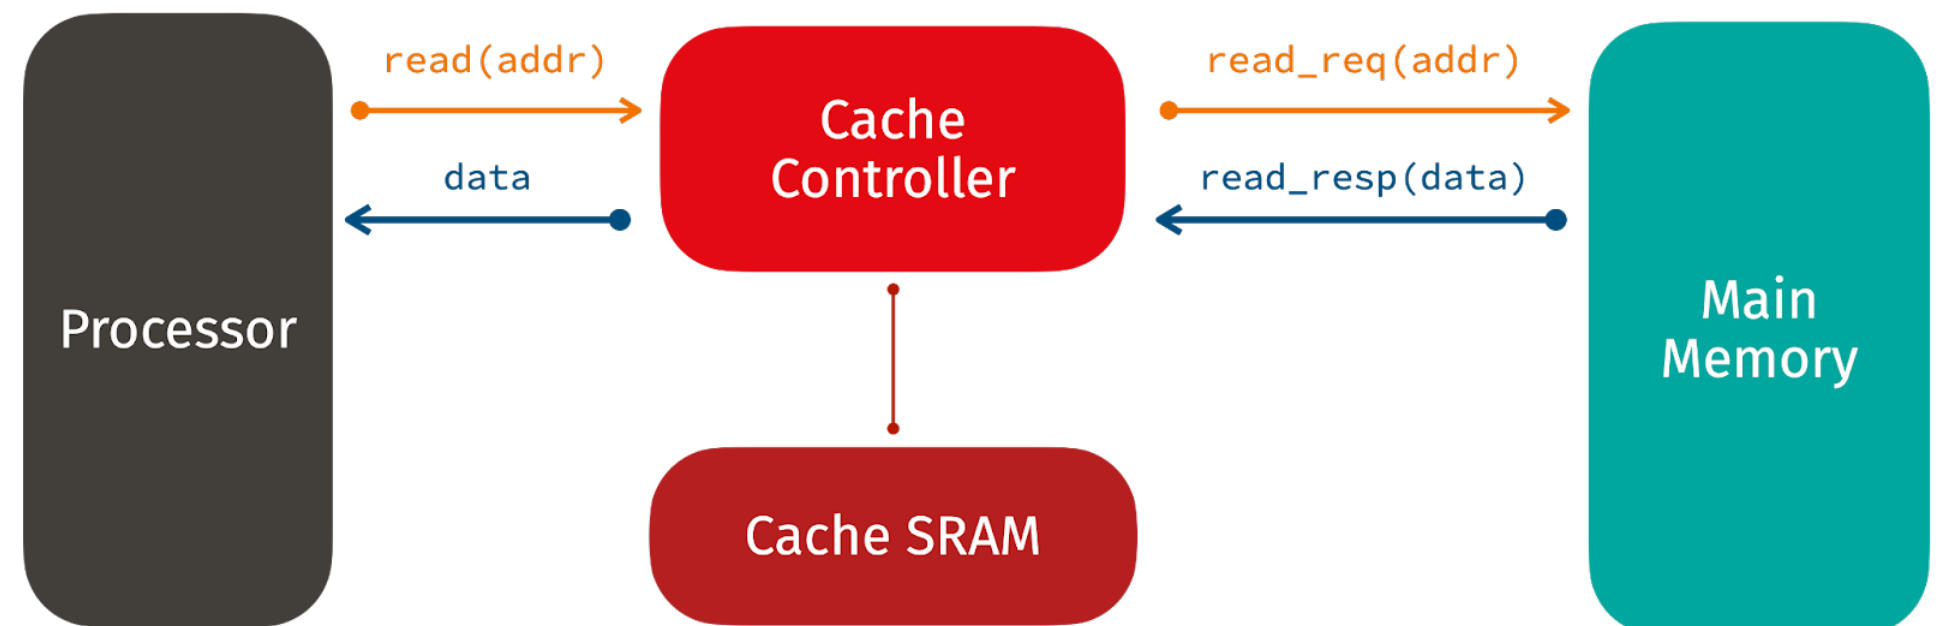 read(addr)
read_req(addr)
Cache
Controller
data
read_resp(data)
Processor
Main
Memory
Cache SRAM